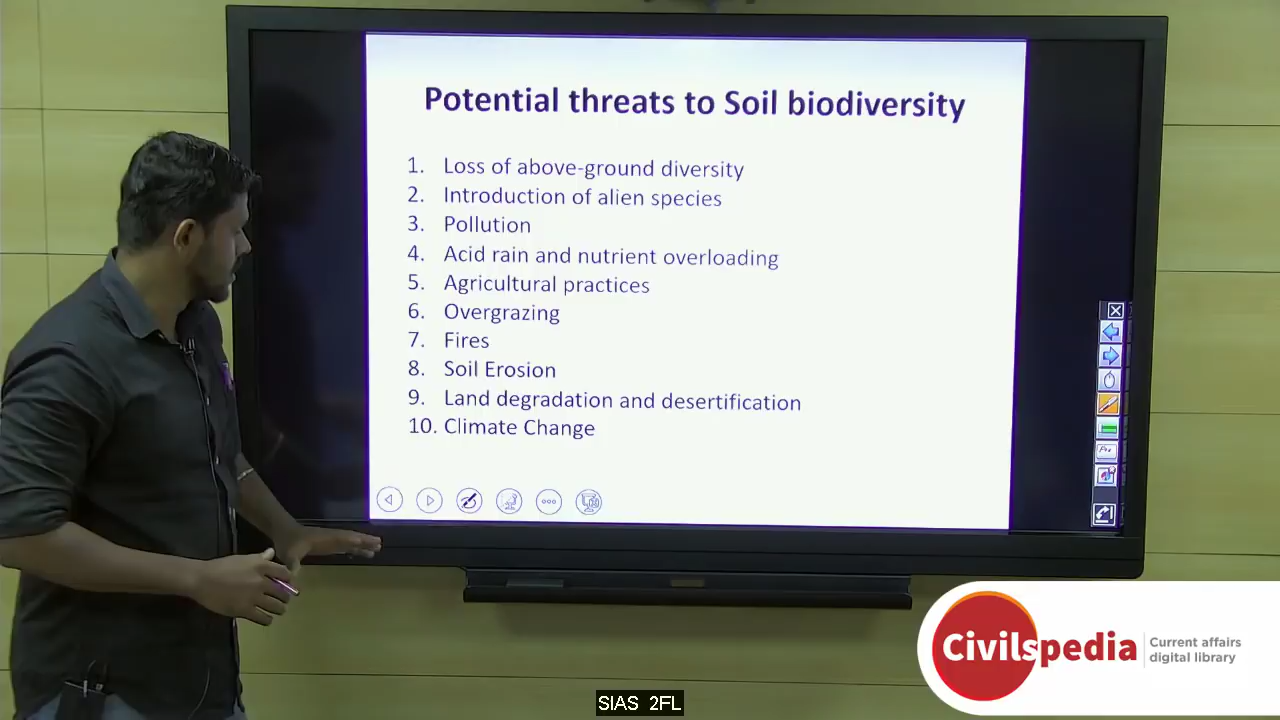 Potential threats to Soil biodiversity
1. Loss of above-ground diversity
2. Introduction of alien species
3. Pollution
4. Acid rain and nutrient overloading
5. Agricultural practices
6. Overgrazing
7. Fires
8. Soil Erosion
9. Land degradation and desertification
10. Climate Change
Civilspedia
Current affairs
digital library
SIAS 2FL